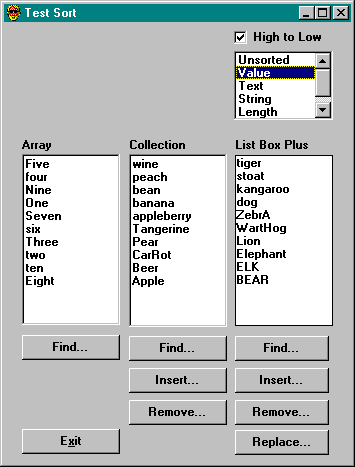 Test Sort
High to Low
Unsorted
Value
Text
String
Length
Array
Five
four
Nine
One
Seven
six
Three
two
ten
Eight
Find...
Exit
Collection
wine
peach
bean
banana
appleberry
Tangerine
Pear
CarRot
Beer
Apple
Find...
Insert...
Remove...
List Box Plus
tiger
stoat
kangaroo
dog
ZebrA
WartHog
Lion
Elephant
ELK
BEAR
Find...
Insert...
Remove...
Replace...